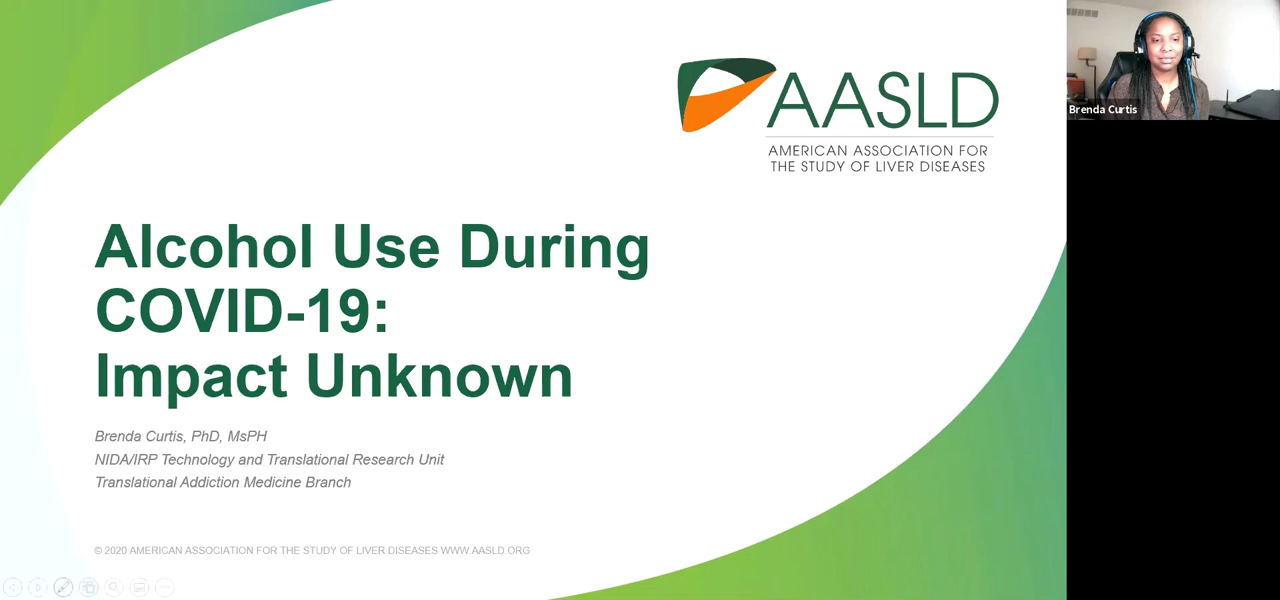 AASLD
AMERICAN ASSOCIATION FOR
THE STUDY OF LIVER DISEASES
Brenda Curtis
Alcohol Use During
COVID-19:
Impact Unknown
Brenda Curtis, PhD, MsPH
NIDA/IRP Technology and Translational Research Unit
Translational Addiction Medicine Branch
© 2020 AMERICAN ASSOCIATION FOR THE STUDY OF LIVER DISEASES WWW.AASLD.ORG